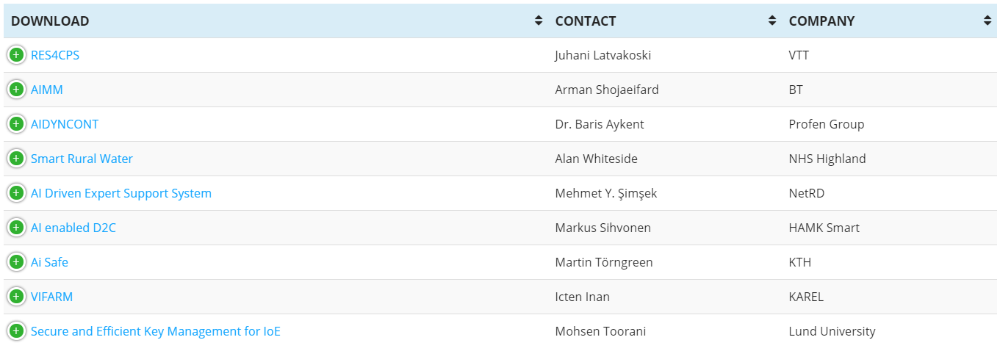 DOWNLOAD CONTACT COMPANY
RES4CPS Juhani Latvakoski VTT
AIMM Arman Shojaeifard BT
AIDYNCONT Dr. Baris Aykent Profen Group
Smart Rural Water Alan Whiteside NHS Highland
AI Driven Expert Support System Mehmet Y. Şimşek NetRD
AI enabled D2C Markus Sihvonen HAMK Smart
Ai Safe Martin Törngreen KTH
VIFARM Icten Inan KAREL
Secure and Efficient Key Management for IoE Mohsen Toorani Lund University